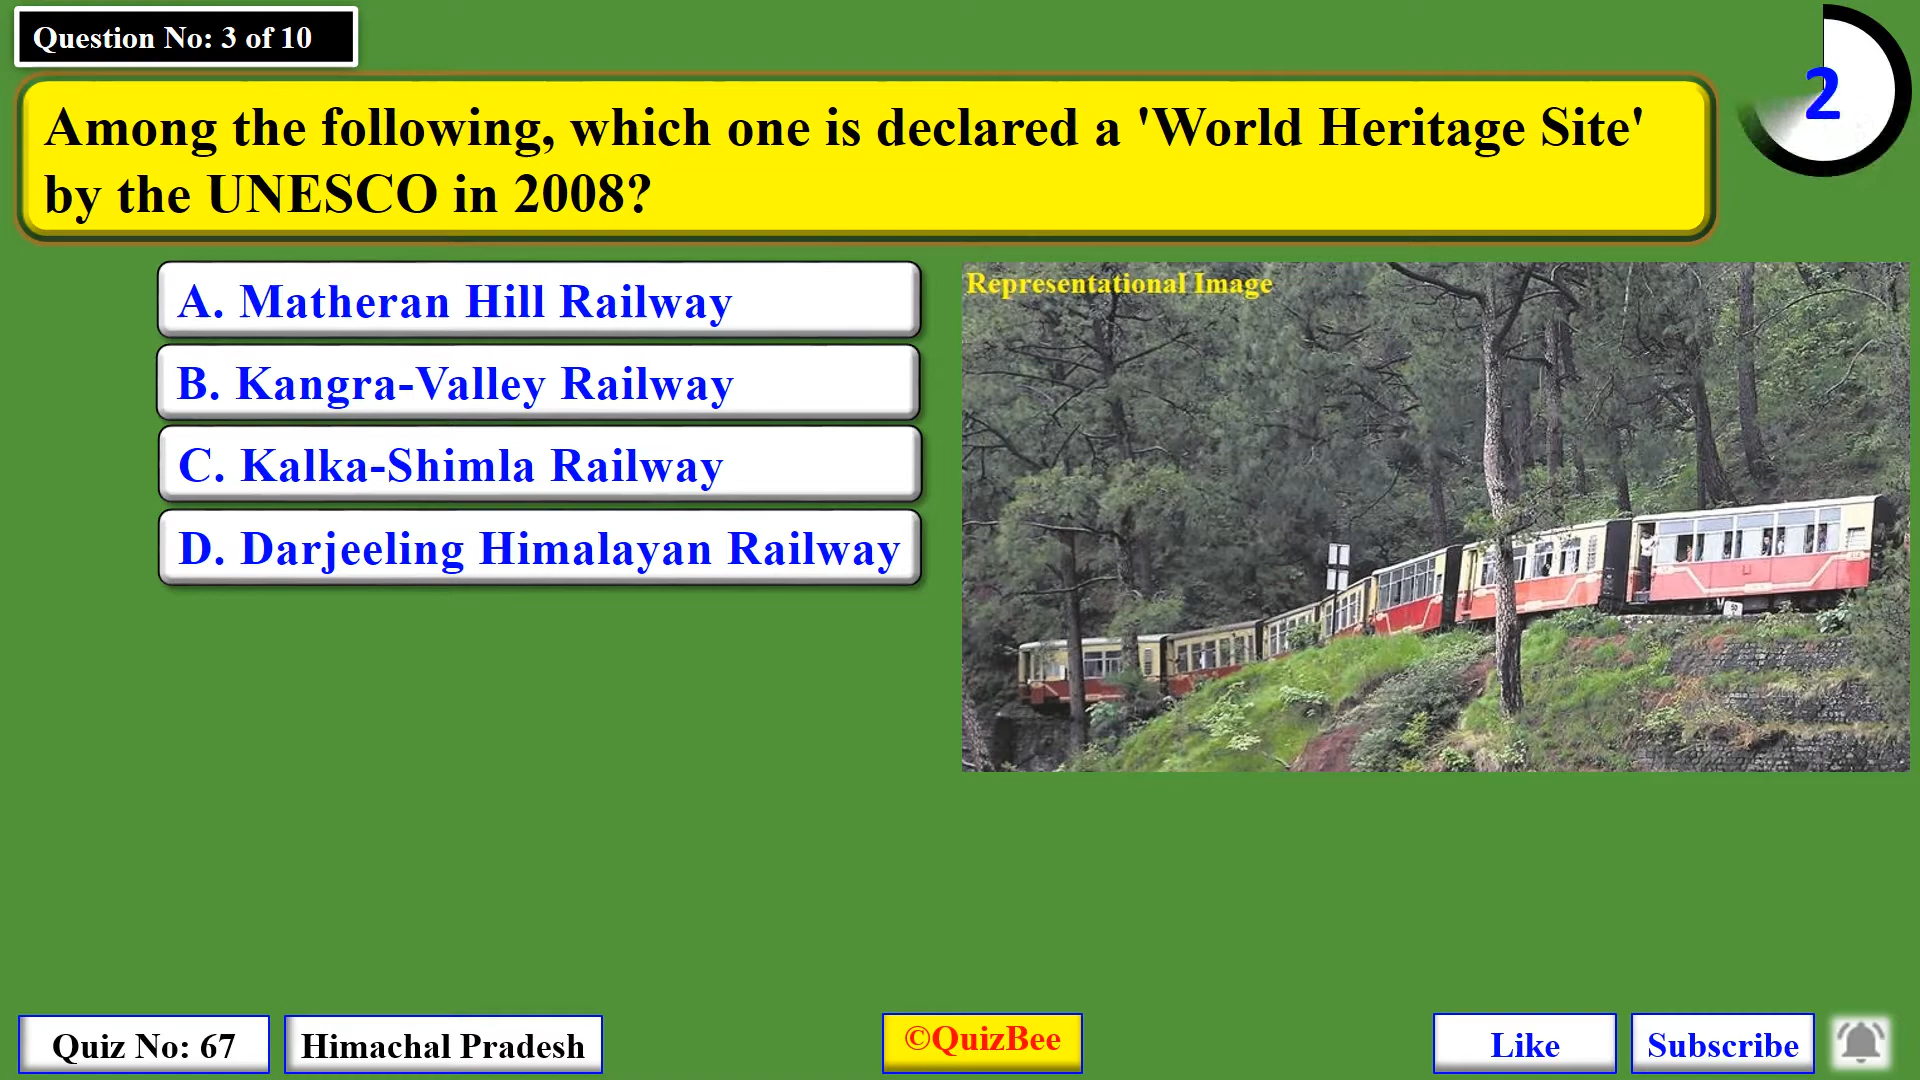 Question No: 3 of 10
2
Among the following, which one is declared a 'World Heritage Site'
by the UNESCO in 2008?
A. Matheran Hill Railway
B. Kangra-Valley Railway
C. Kalka-Shimla Railway
D. Darjeeling Himalayan Railway
Representational Image
Quiz No: 67
Himachal Pradesh
©QuizBee
Like
Subscribe